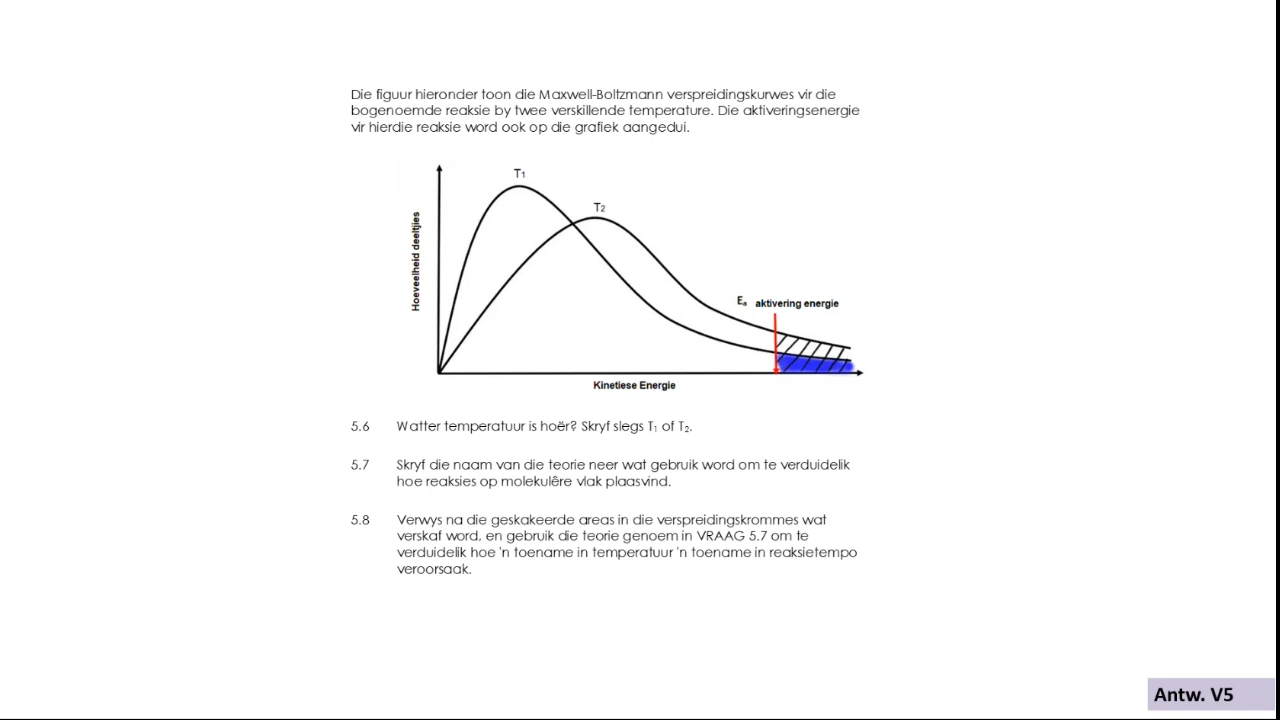 Die figuur hieronder toon die Maxwell-Boltzmann verspreidingskurwes vir die
bogenoemde reaksie by twee verskillende temperature. Die aktiveringsenergie
vir hierdie reaksie word ook op die grafiek aangedui.
T1
T2
Hoeveelheid deeltjies
Ea aktivering energie
Kinetiese Energie
5.6 Watter temperatuur is hoër? Skryf slegs T1 of T2.
5.7 Skryf die naam van die teorie neer wat gebruik word om te verduidelik
hoe reaksies op molekulêre vlak plaasvind.
5.8 Verwys na die geskakeerde areas in die verspreidingskrommes wat
verskaf word, en gebruik die teorie genoem in VRAAG 5.7 om te
verduidelik hoe 'n toename in temperatuur 'n toename in reaksietempo
veroorsaak.
Antw. V5